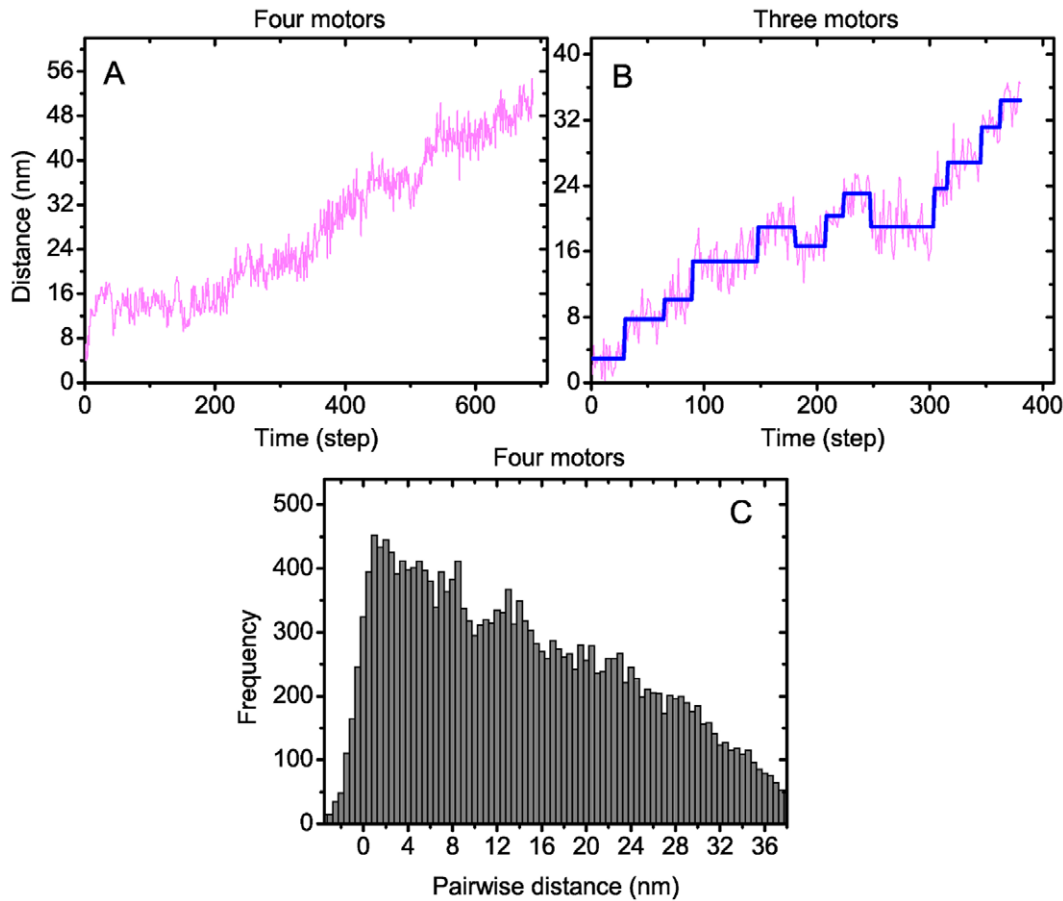 Four motors
A
Distance (nm)
56
48
40
32
24
16
8
0
0 200 400 600
Time (step)
Three motors
B
40
32
24
16
8
0
0 100 200 300 400
Time (step)
Four motors
C
Frequency
500
400
300
200
100
0
0 4 8 12 16 20 24 28 32 36
Pairwise distance (nm)